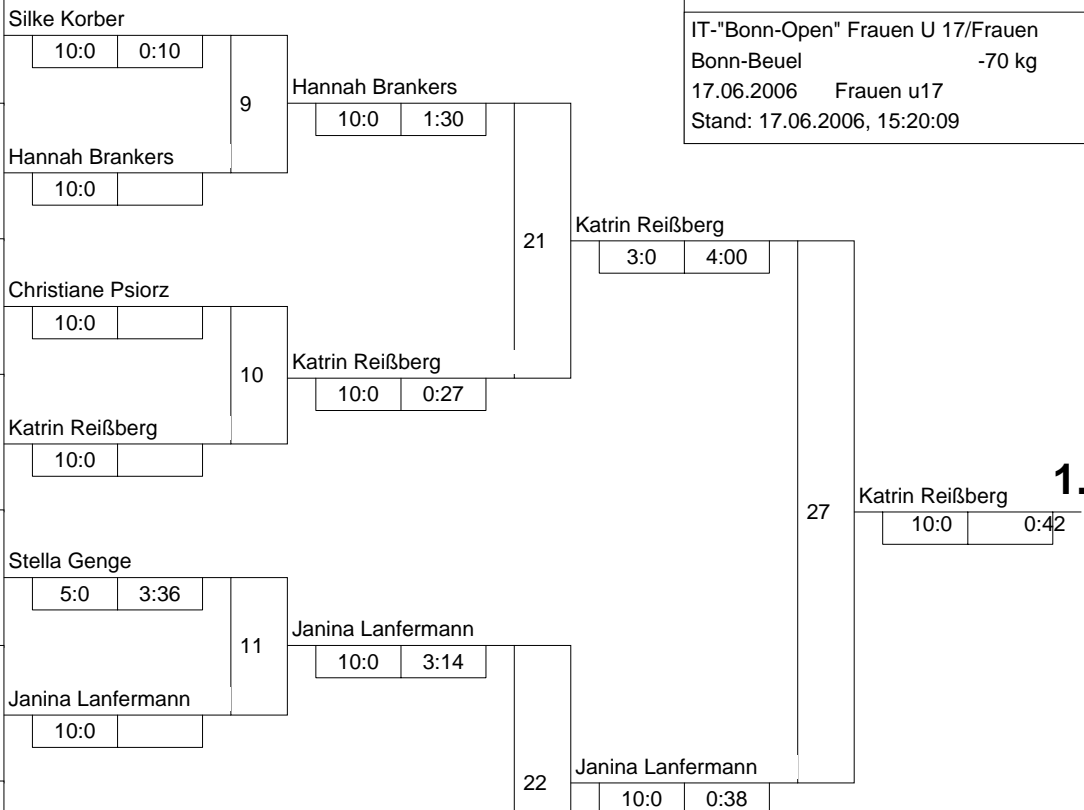 IT-"Bonn-Open" Frauen U 17/Frauen
Bonn-Beuel -70 kg
17.06.2006 Frauen u17
Stand: 17.06.2006, 15:20:09
Silke Korber
10:0 0:10
9
Hannah Brankers
10:0 1:30
Hannah Brankers
10:0
21
Katrin Reißberg
3:0 4:00
Christiane Psiorz
10:0
10
Katrin Reißberg
10:0 0:27
Katrin Reißberg
10:0
27
Katrin Reißberg 1.
10:0 0:42
Stella Genge
5:0 3:36
11
Janina Lanfermann
10:0 3:14
Janina Lanfermann
10:0
22
Janina Lanfermann
10:0 0:38